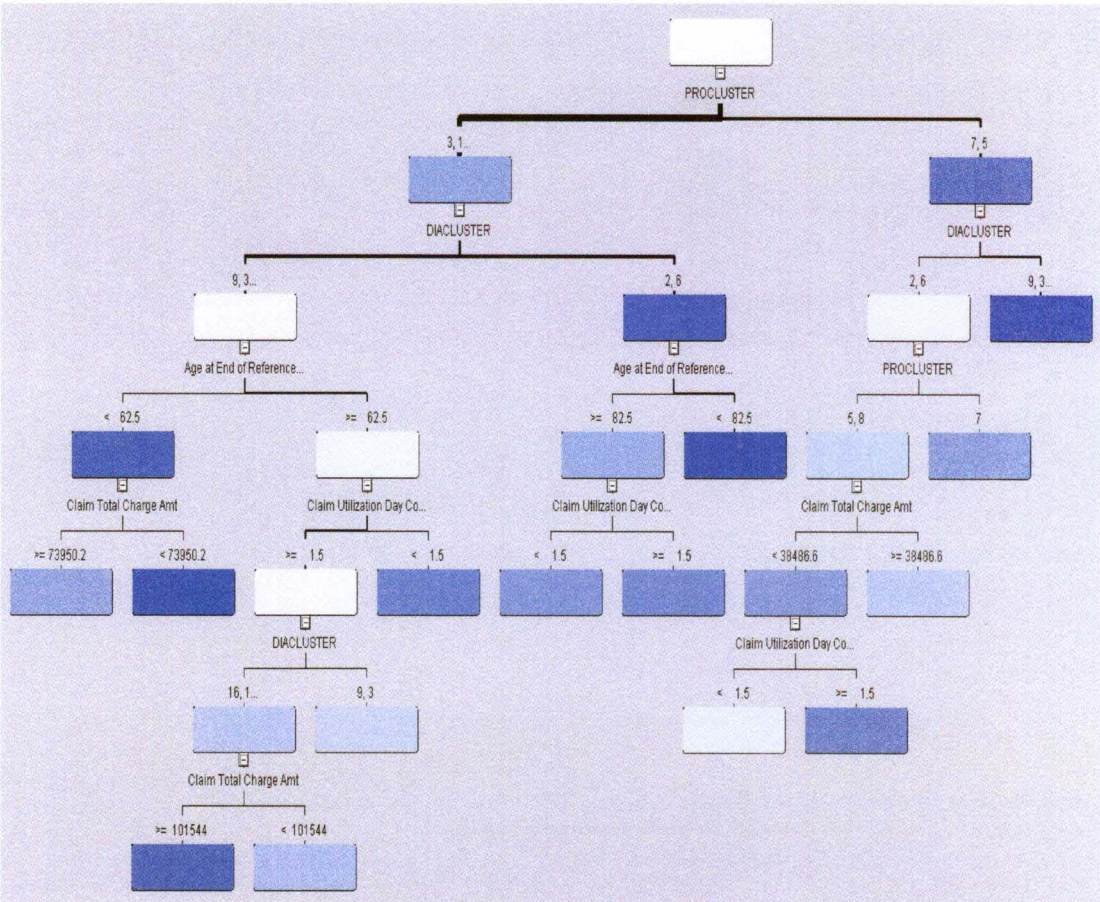 PROCLUSTER
3, 1...
7, 5
DIACLUSTER
DIACLUSTER
9, 3...
2, 6
2, 6
9, 3...
Age at End of Reference...
Age at End of Reference...
PROCLUSTER
< 62.5
>= 62.5
>= 82.5
< 82.5
5, 8
7
Claim Total Charge Amt
Claim Utilization Day Co...
Claim Utilization Day Co...
Claim Total Charge Amt
>= 73950.2
< 73950.2
>= 1.5
< 1.5
< 1.5
>= 1.5
< 38486.6
>= 38486.6
DIACLUSTER
Claim Utilization Day Co...
16, 1...
9, 3
< 1.5
>= 1.5
Claim Total Charge Amt
>= 101544
< 101544